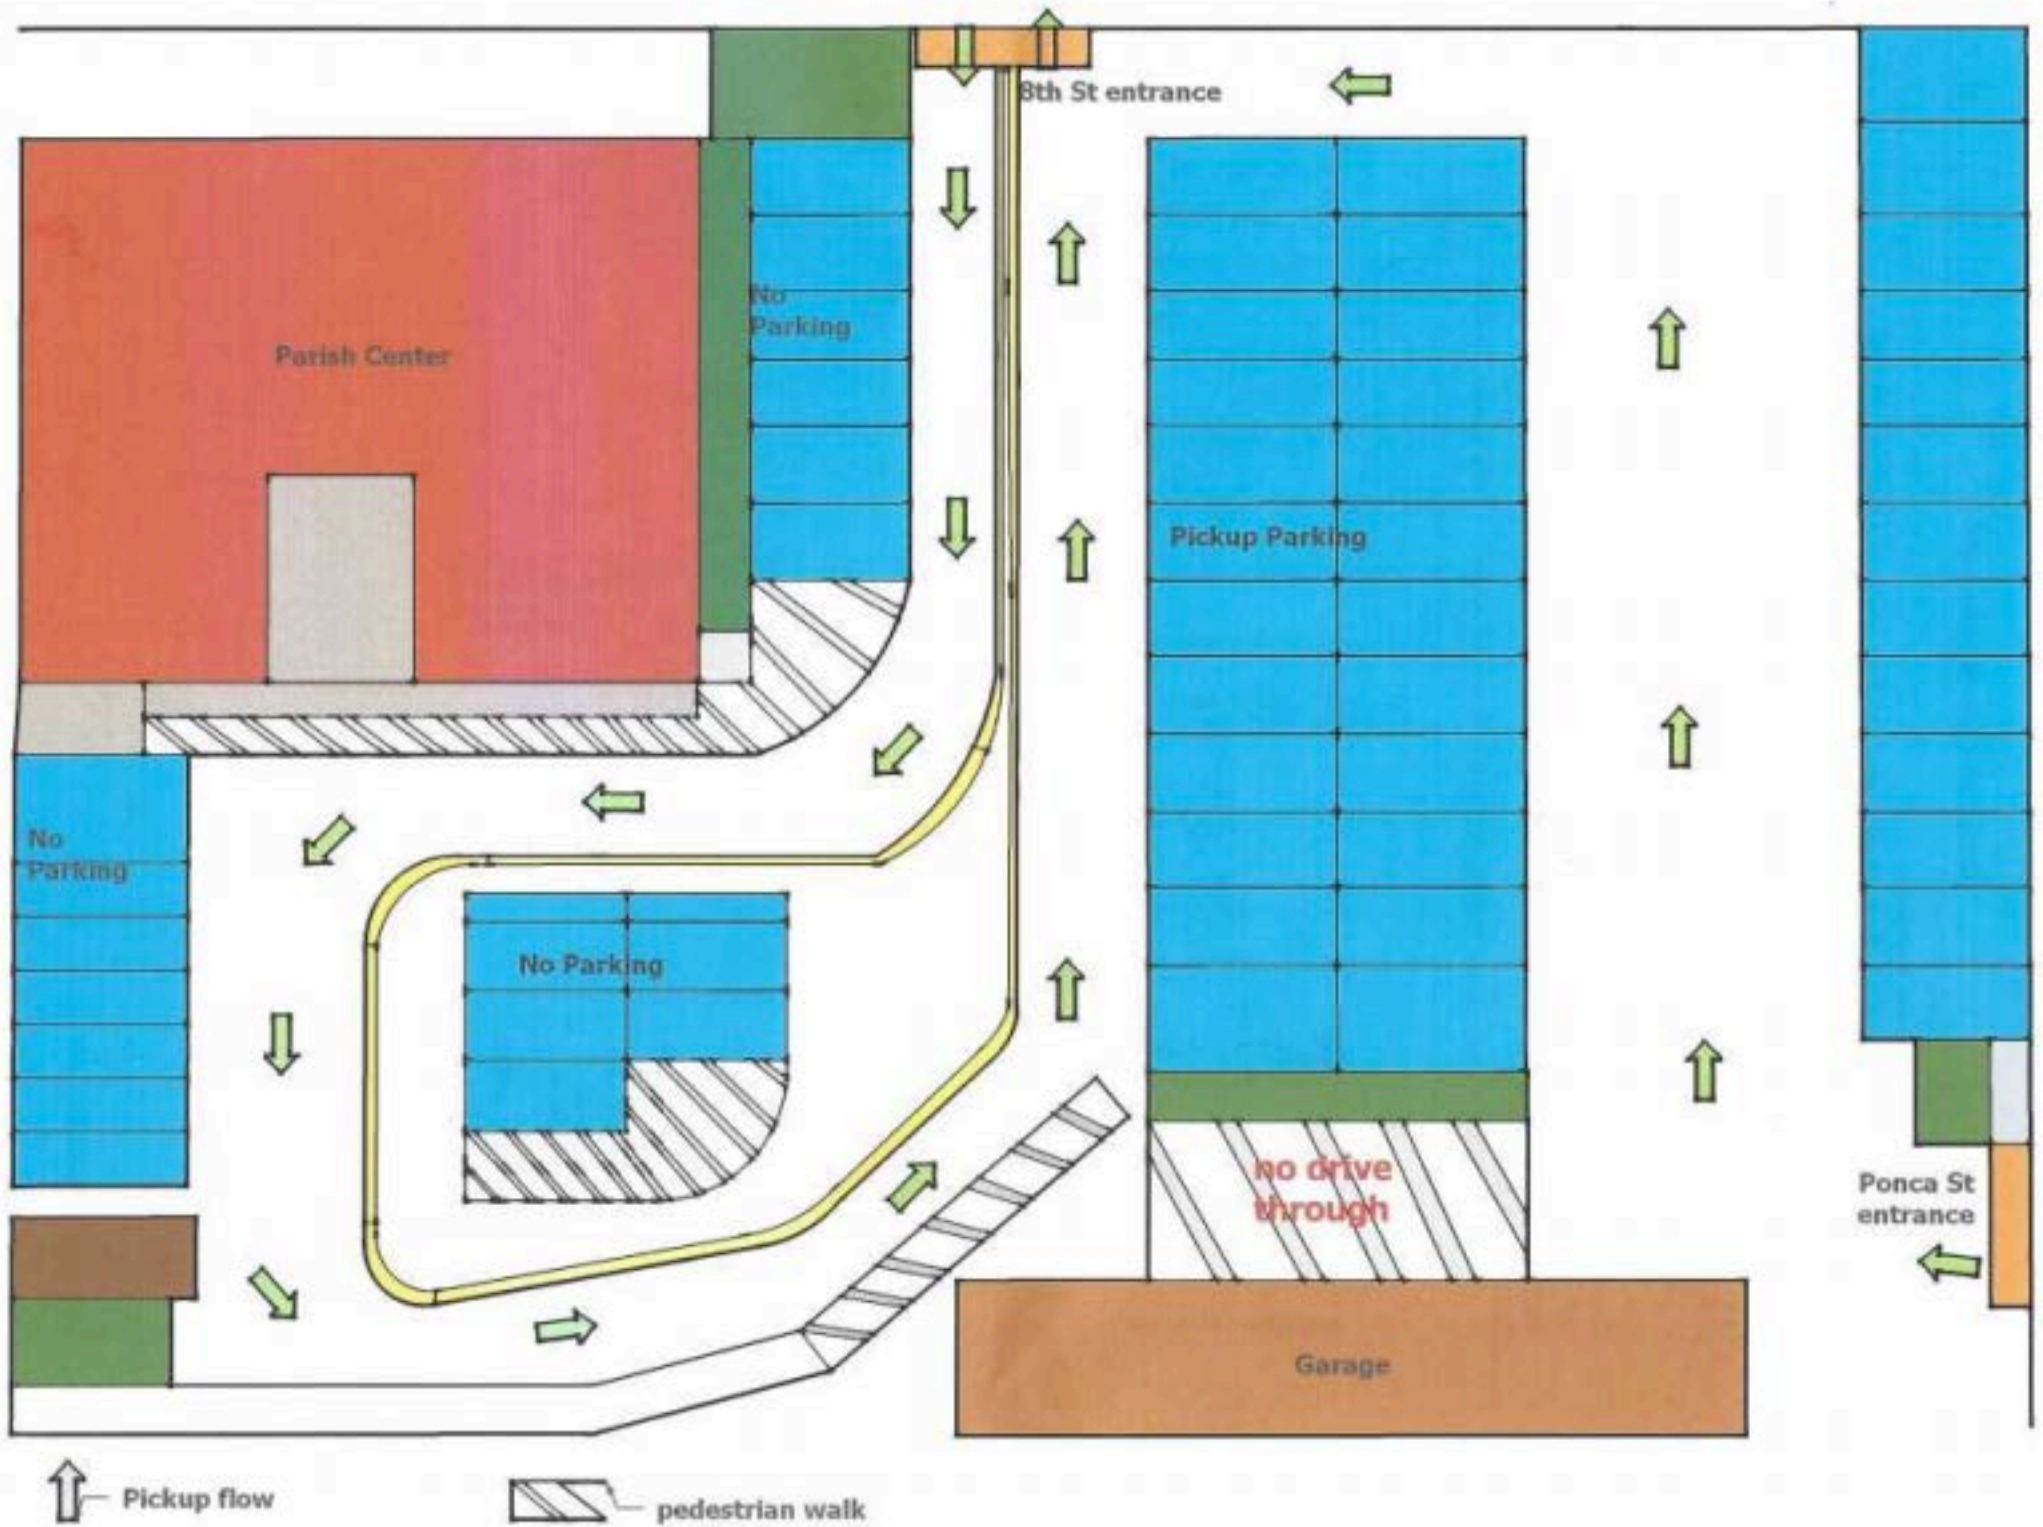 8th St entrance
No
Parking
Parish Center
Pickup Parking
No
Parking
No Parking
no drive
through
Ponca St
entrance
Garage
Pickup flow
pedestrian walk